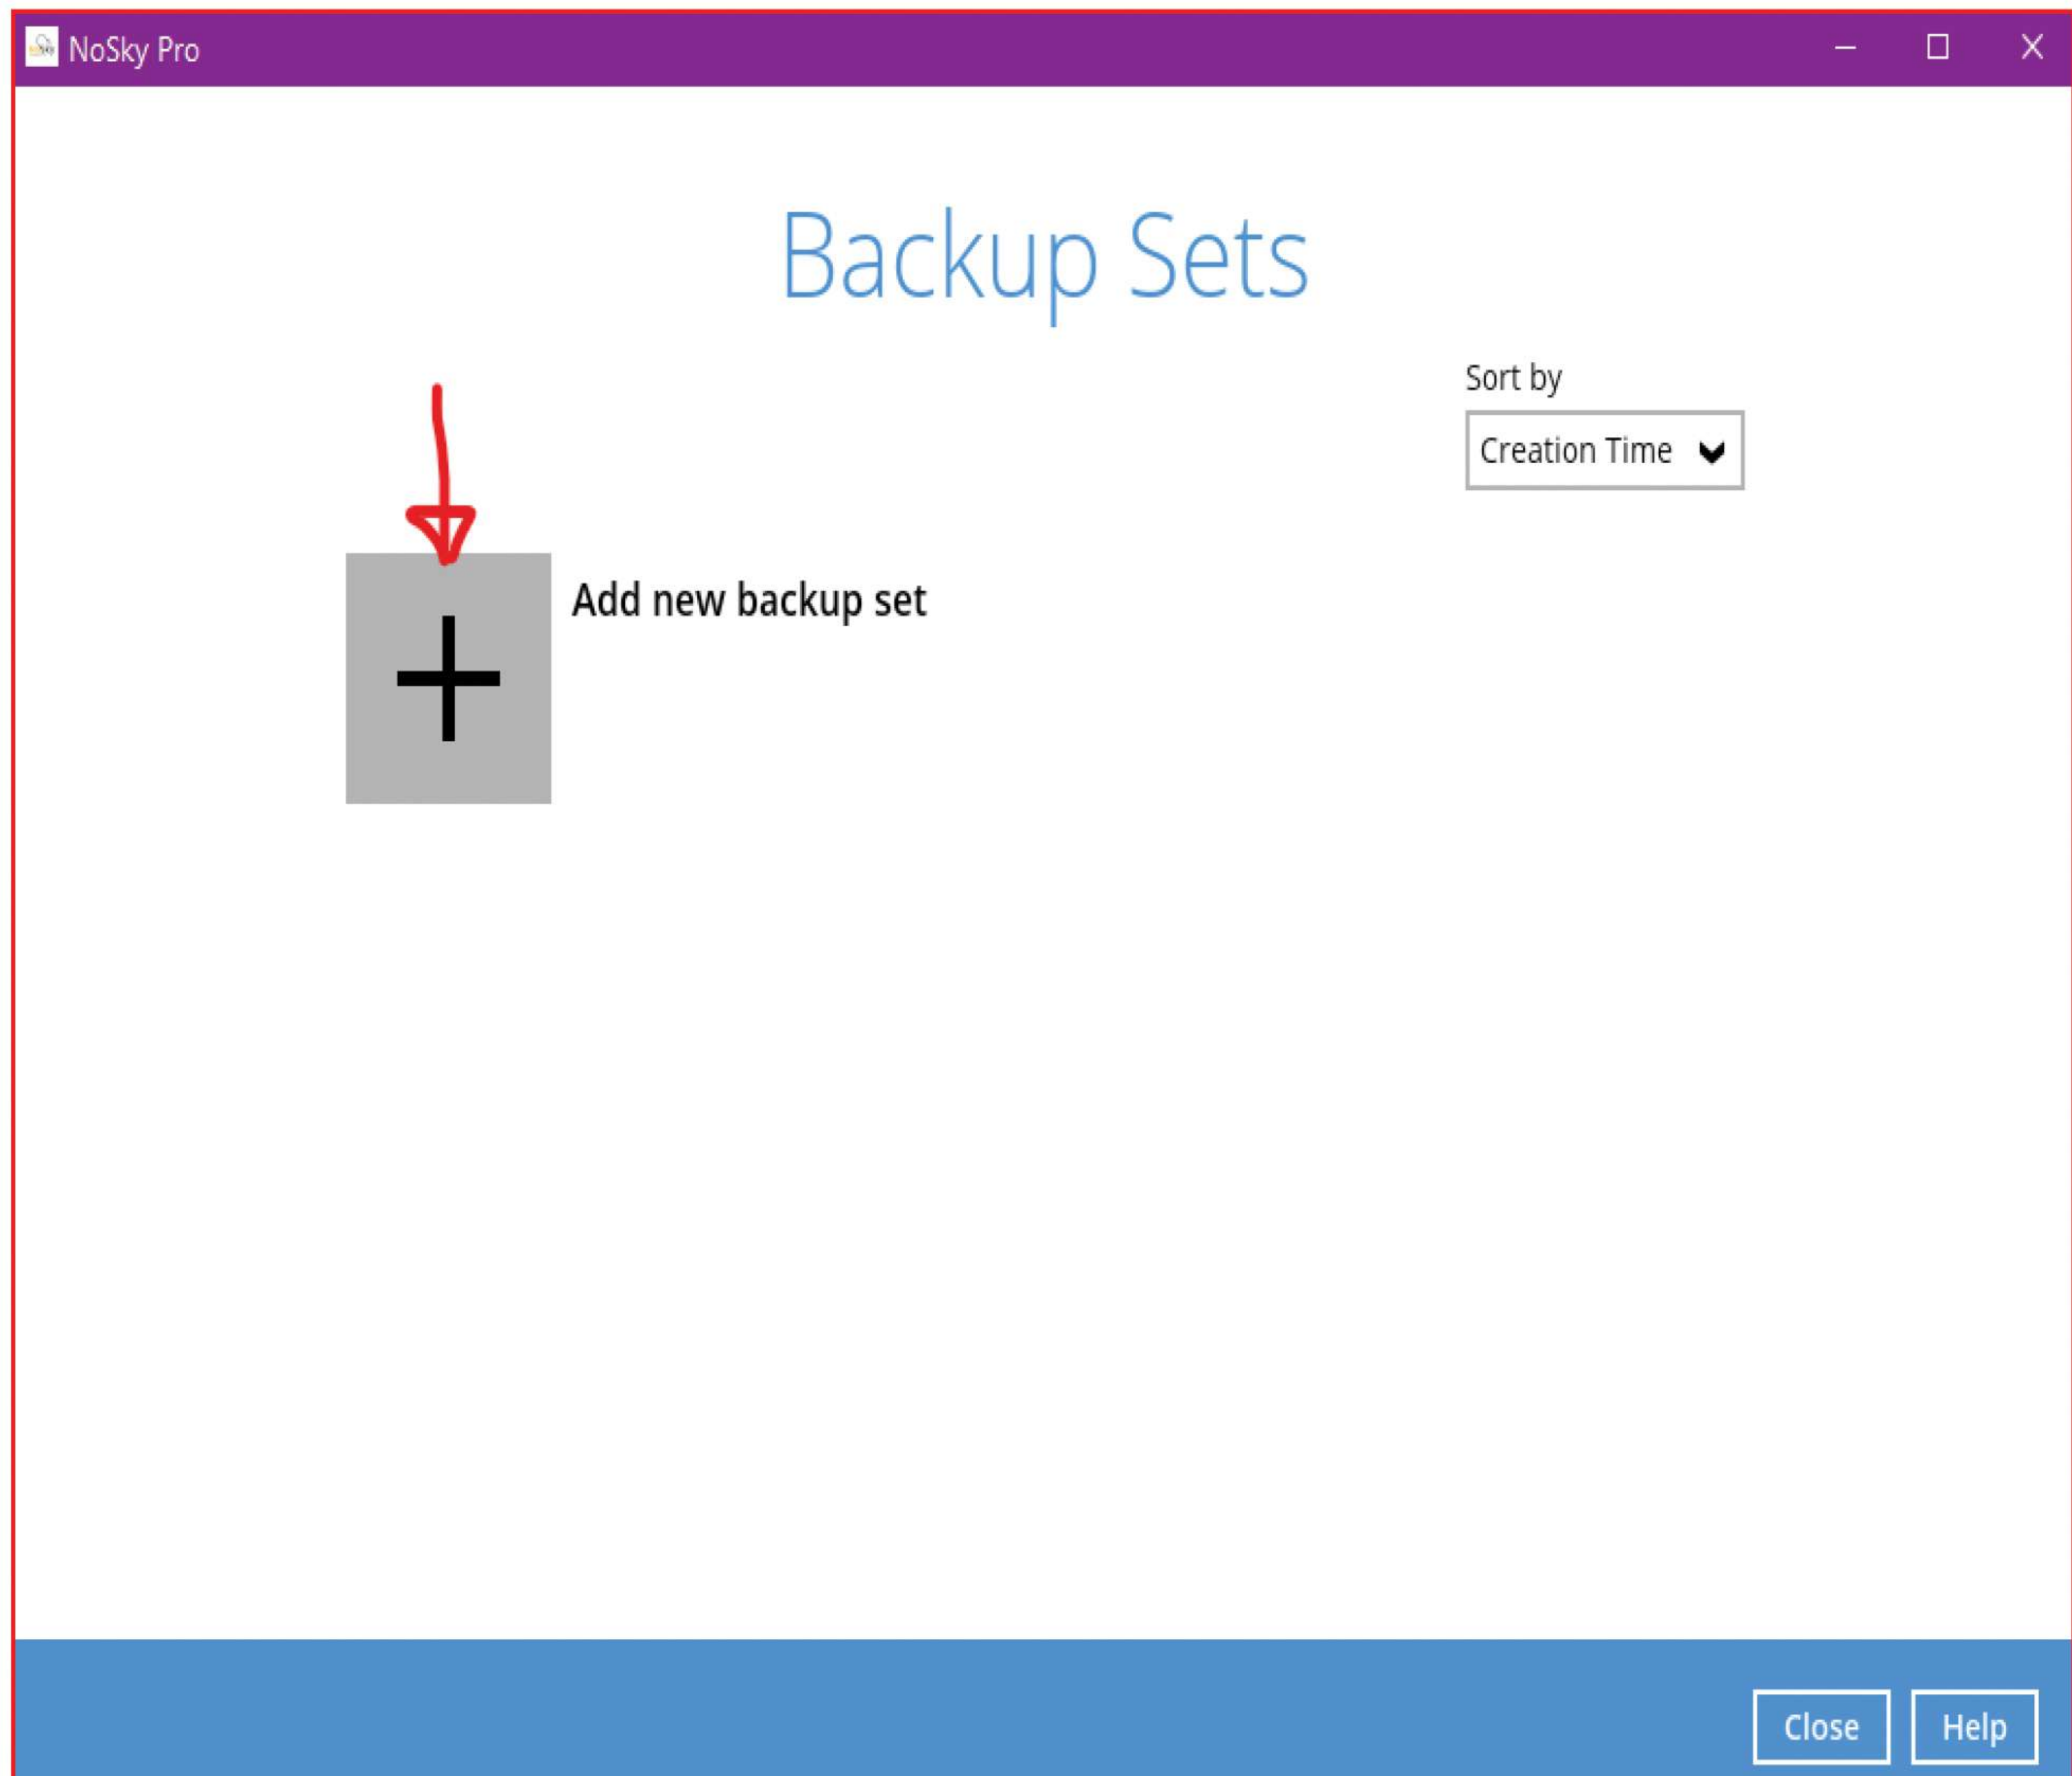 NoSky Pro
Backup Sets
Sort by
Creation Time
Add new backup set
Close
Help